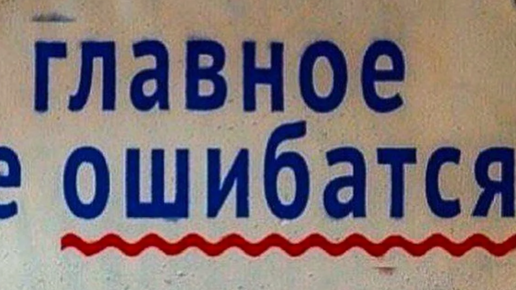 главное
е ошибатся